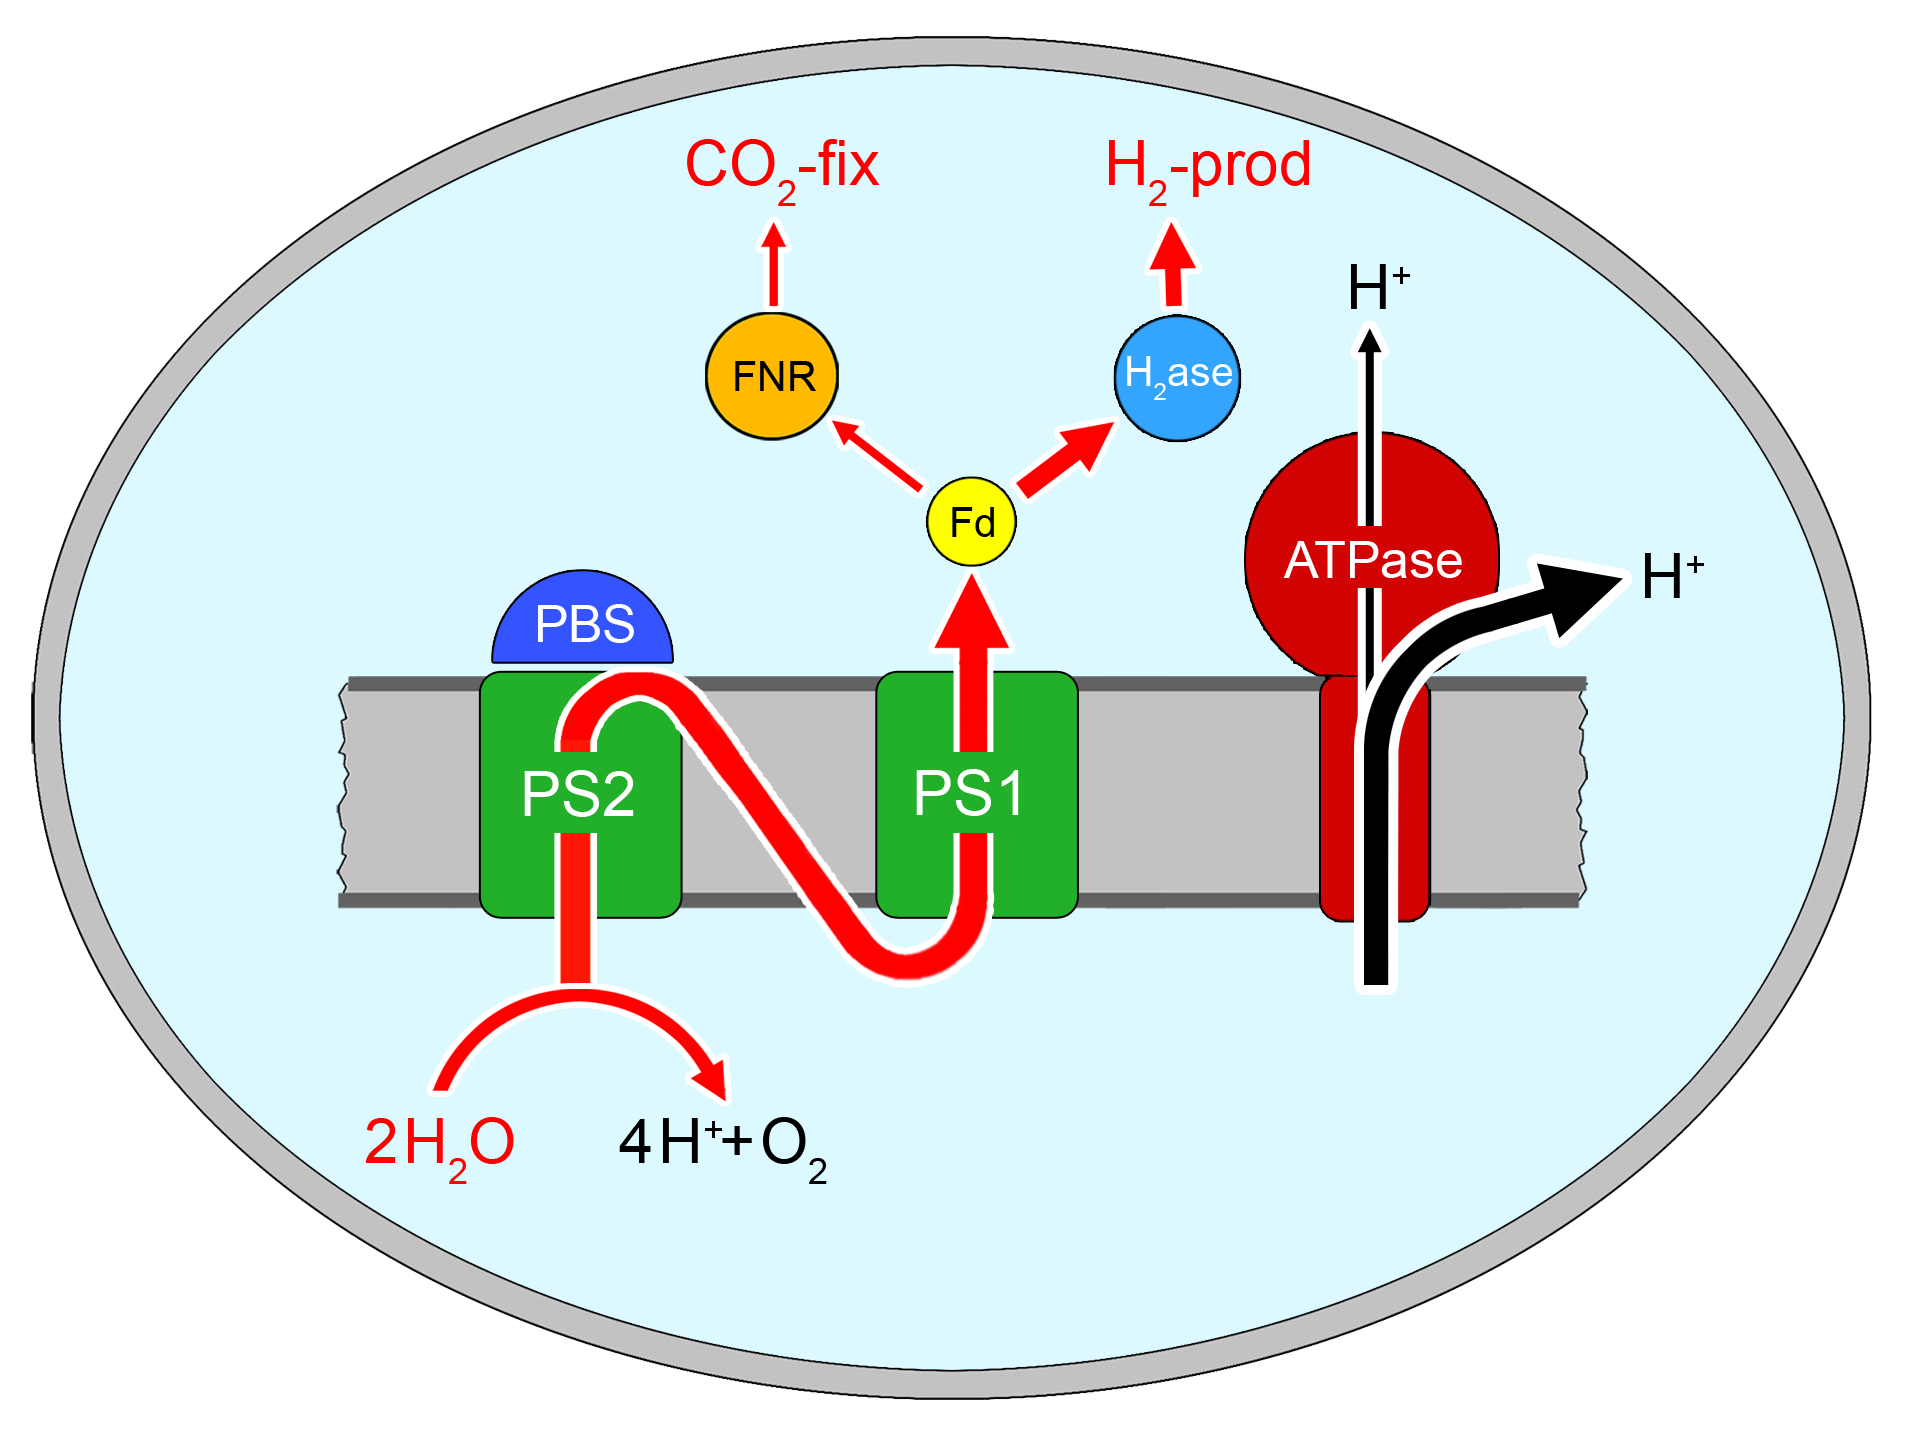 CO₂-fix
H₂-prod
H⁺
FNR
H₂ase
Fd
ATPase
H⁺
PBS
PS2
PS1
2H₂O
4H⁺+O₂